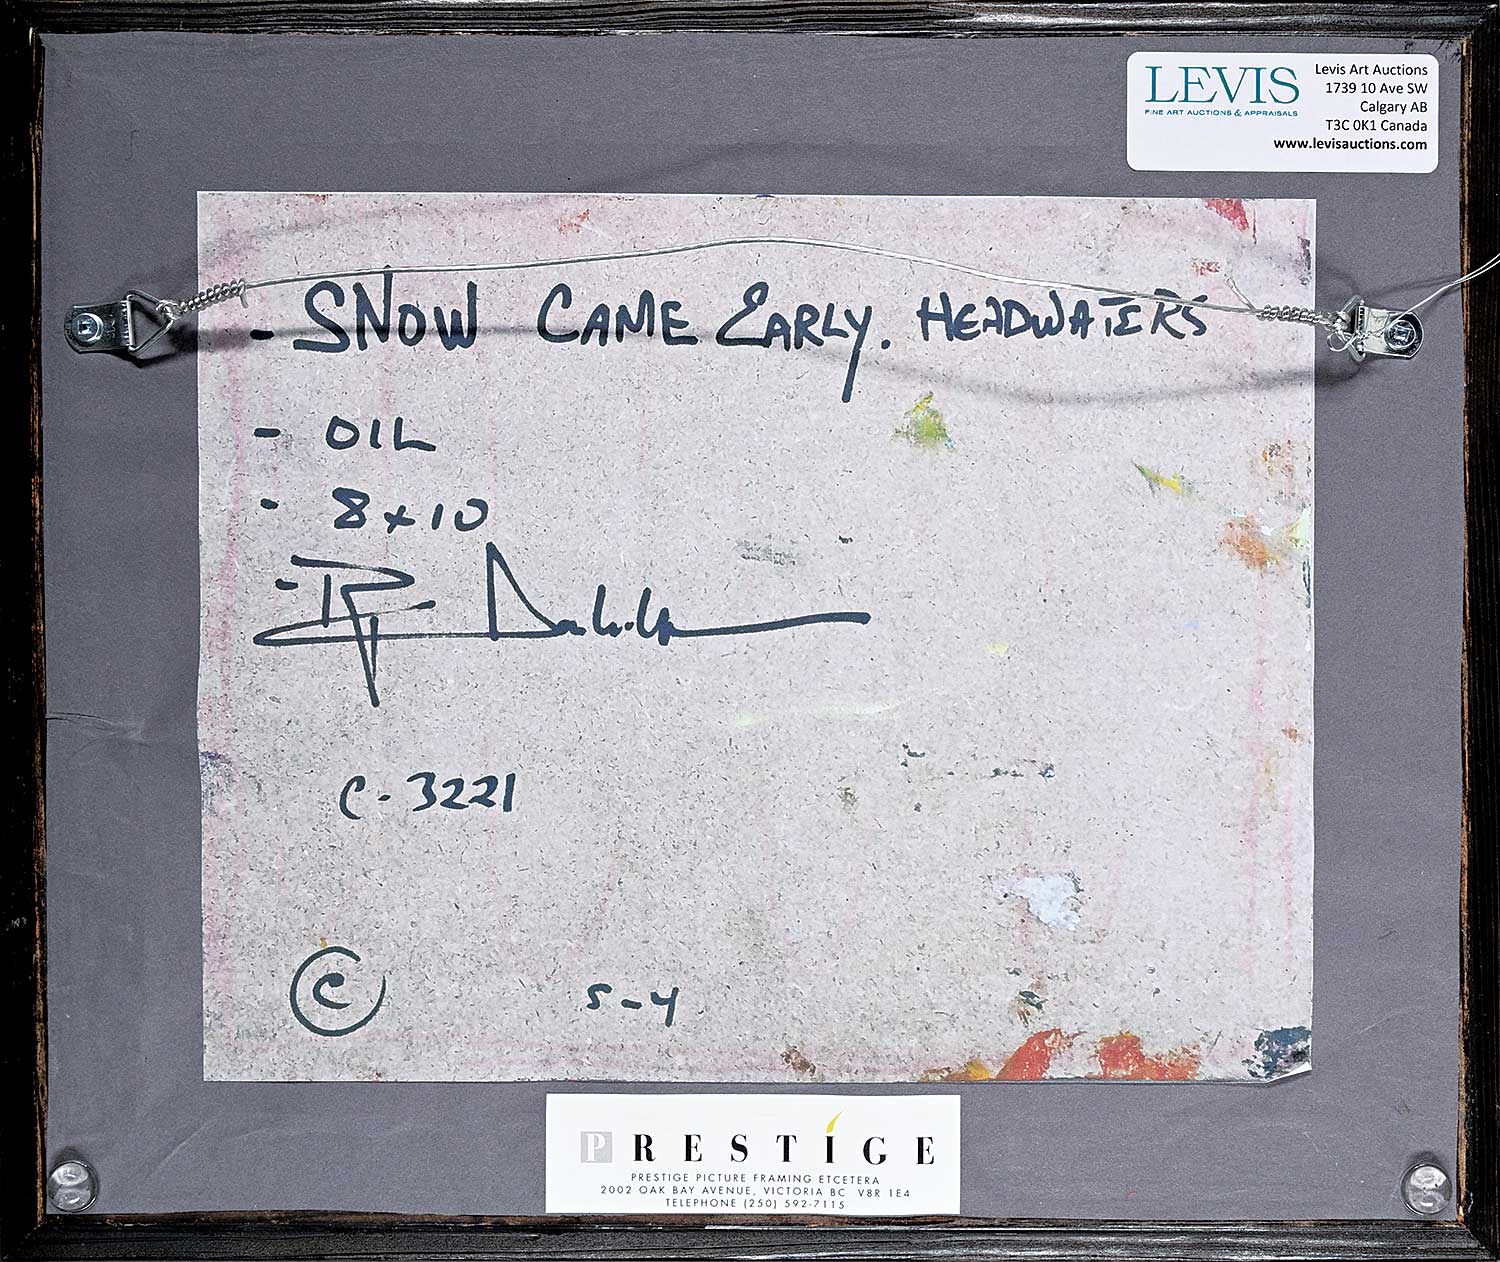 LEVIS
FINE ART AUCTIONS & APPRAISALS
Levis Art Auctions
1739 10 Ave SW
Calgary AB
T3C 0K1 Canada
www.levisauctions.com
- SNOW CAME EARLY. HEADWATERS
- OIL
- 8 x 10
C-3221
©
5-4
PRESTIGE
PRESTIGE PICTURE FRAMING ETCETERA
2002 OAK BAY AVENUE, VICTORIA BC V8R 1E4
TELEPHONE (250) 592-7115